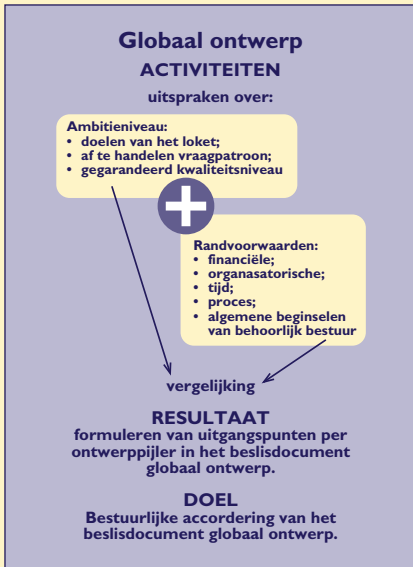 Globaal ontwerp
ACTIVITEITEN
uitspraken over:
Ambitieniveau:
• doelen van het loket;
• af te handelen vraagpatroon;
• gegarandeerd kwaliteitsniveau
Randvoorwaarden:
• financiële;
• organasatorische;
• tijd;
• proces;
• algemene beginselen
van behoorlijk bestuur
vergelijking
RESULTAAT
formuleren van uitgangspunten per
ontwerppijler in het beslisdocument
globaal ontwerp.
DOEL
Bestuurlijke accordering van het
beslisdocument globaal ontwerp.